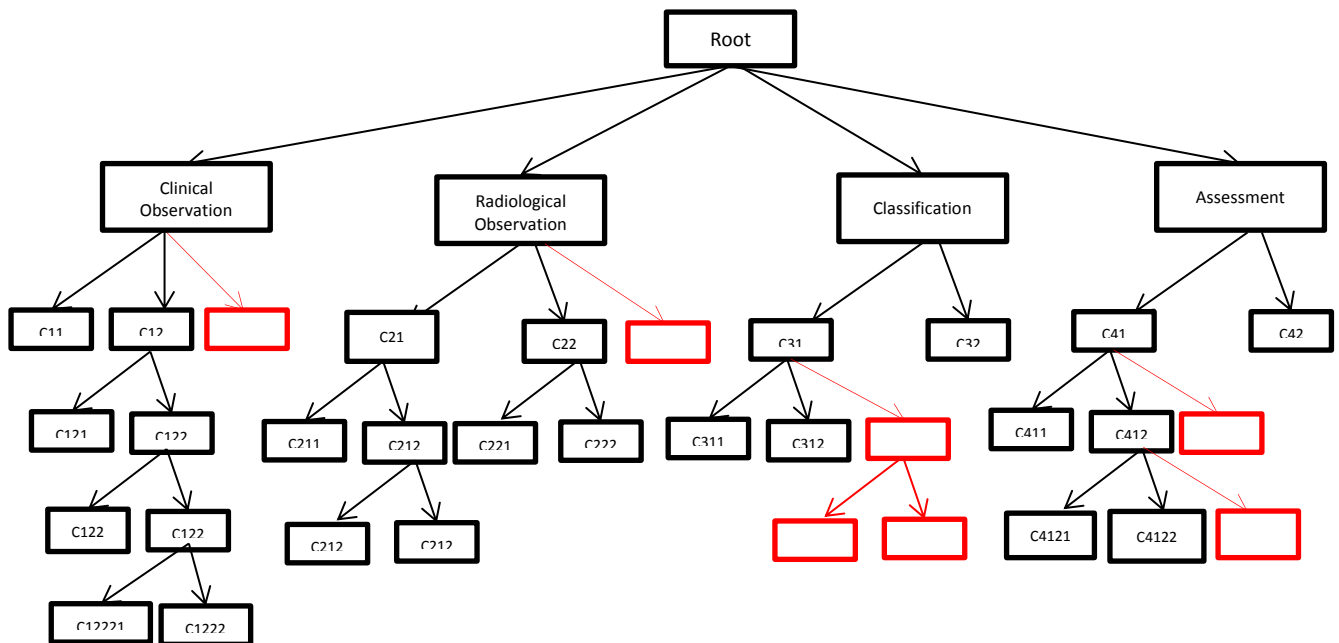 Root
Clinical
Observation
Radiological
Observation
Classification
Assessment
C11
C12
C21
C22
C31
C32
C41
C42
C121
C122
C211
C212
C221
C222
C311
C312
C411
C412
C122
C122
C212
C212
C4121
C4122
C12221
C1222